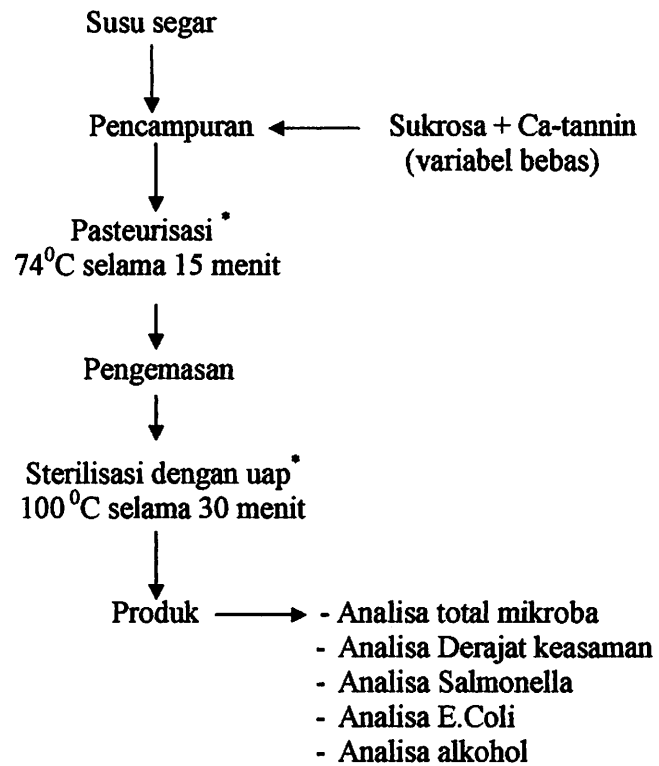 Susu segar
Pencampuran
Sukrosa + Ca-tannin
(variabel bebas)
Pasteurisasi *
74⁰C selama 15 menit
Pengemasan
Sterilisasi dengan uap*
100 ⁰C selama 30 menit
Produk
- Analisa total mikroba
- Analisa Derajat keasaman
- Analisa Salmonella
- Analisa E.Coli
- Analisa alkohol